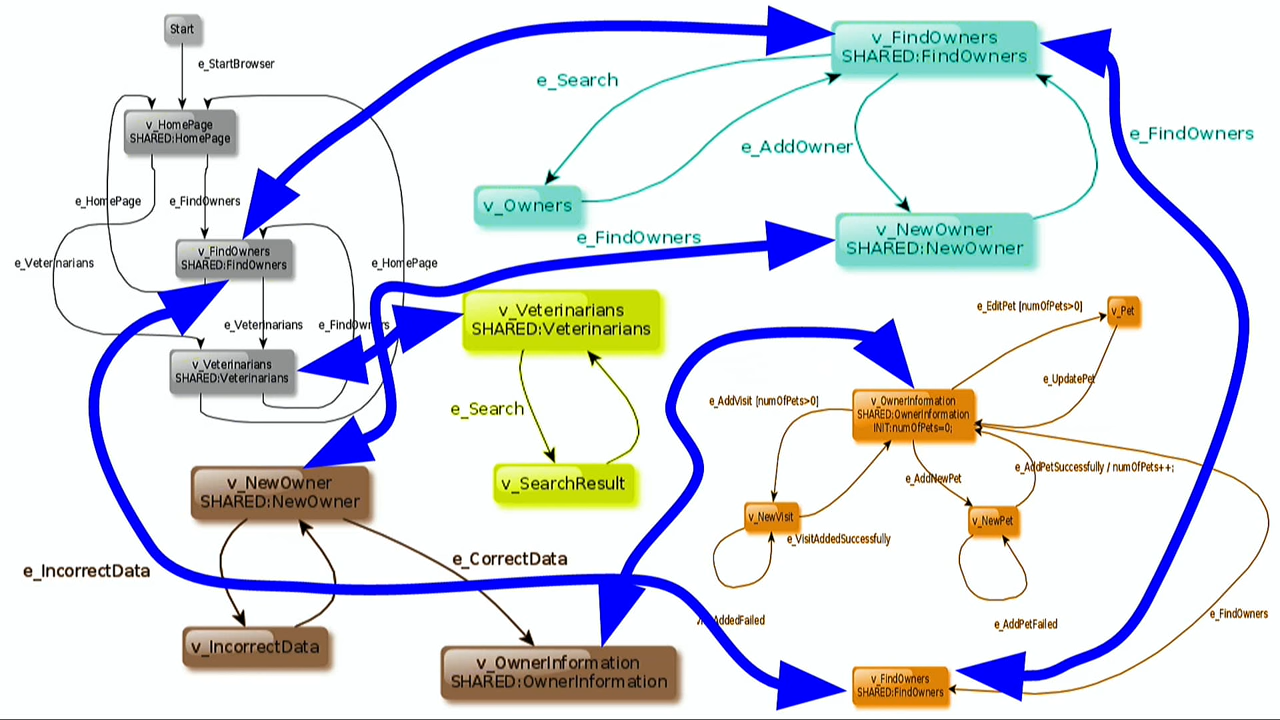 Start
e_StartBrowser
v_HomePage
SHARED:HomePage
e_HomePage
e_FindOwners
v_FindOwners
SHARED:FindOwners
e_Veterinarians
e_HomePage
e_Veterinarians
e_FindOwners
v_Veterinarians
SHARED:Veterinarians
v_FindOwners
SHARED:FindOwners
e_Search
e_AddOwner
v_Owners
e_FindOwners
v_NewOwner
SHARED:NewOwner
e_FindOwners
v_Veterinarians
SHARED:Veterinarians
e_Search
v_SearchResult
v_NewOwner
SHARED:NewOwner
e_IncorrectData
e_CorrectData
v_IncorrectData
v_OwnerInformation
SHARED:OwnerInformation
e_EditPet [numOfPets>0]
v_Pet
e_UpdatePet
e_AddVisit [numOfPets>0]
v_OwnerInformation
SHARED:OwnerInformation
INIT:numOfPets=0;
e_AddPetSuccessfully / numOfPets++;
e_AddNewPet
v_NewVisit
v_NewPet
e_VisitAddedSuccessfully
e_AddPetFailed
e_FindOwners
v_FindOwners
SHARED:FindOwners